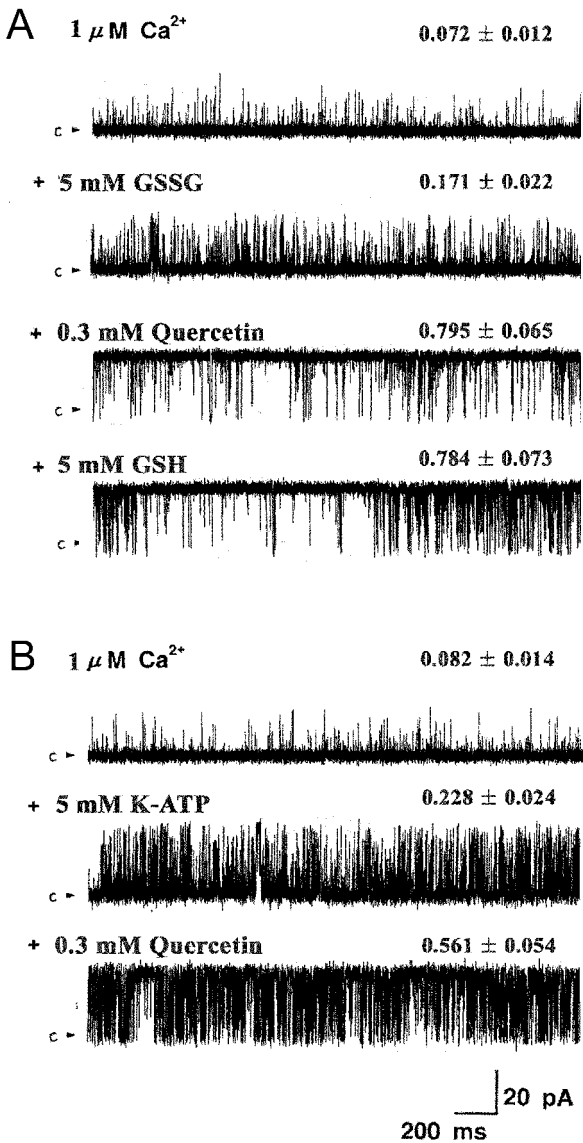 A 1 μM Ca²⁺ 0.072 ± 0.012
c
+ 5 mM GSSG 0.171 ± 0.022
c
+ 0.3 mM Quercetin 0.795 ± 0.065
c
+ 5 mM GSH 0.784 ± 0.073
c
B 1 μM Ca²⁺ 0.082 ± 0.014
c
+ 5 mM K-ATP 0.228 ± 0.024
c
+ 0.3 mM Quercetin 0.561 ± 0.054
c
20 pA
200 ms